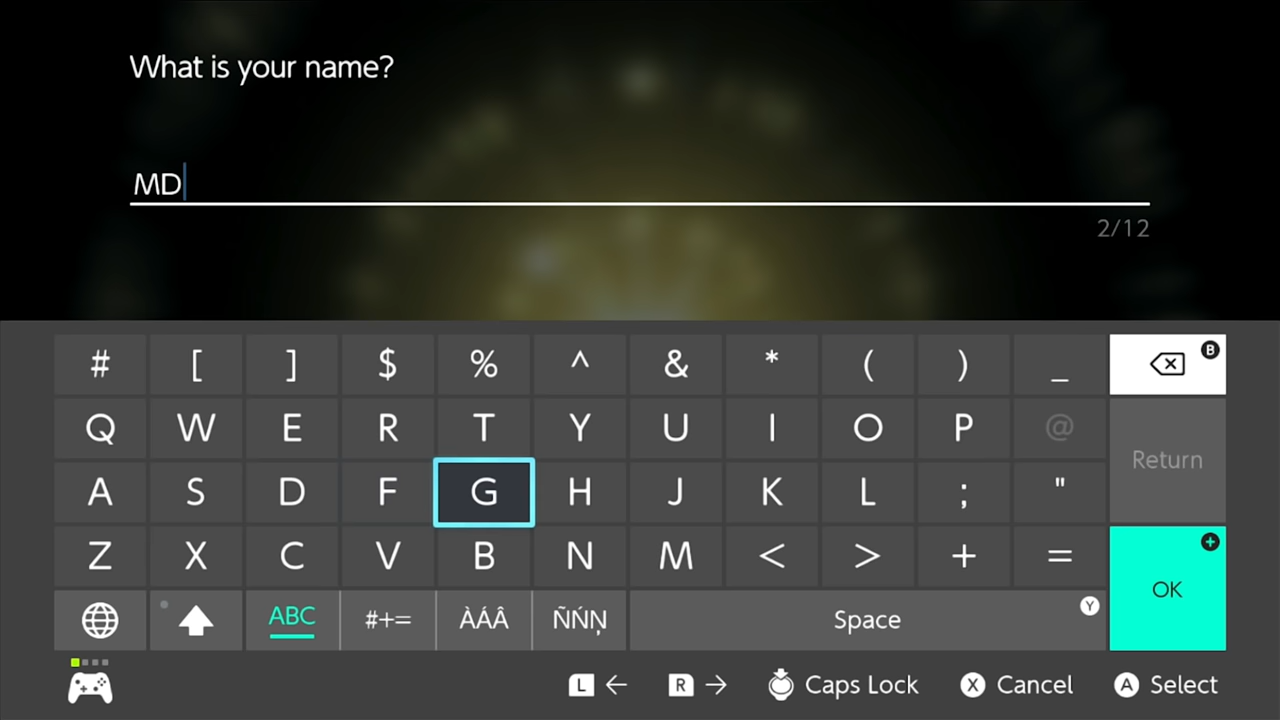 What is your name?
MD
2/12
# [ ] $ % ^ & * ( ) _ B
Q W E R T Y U I O P @ Return
A S D F G H J K L ; "
Z X C V B N M < > + = + OK
ABC #+= ÀÁÂ ÑŃŅ Space Y
L ← R → Caps Lock X Cancel A Select